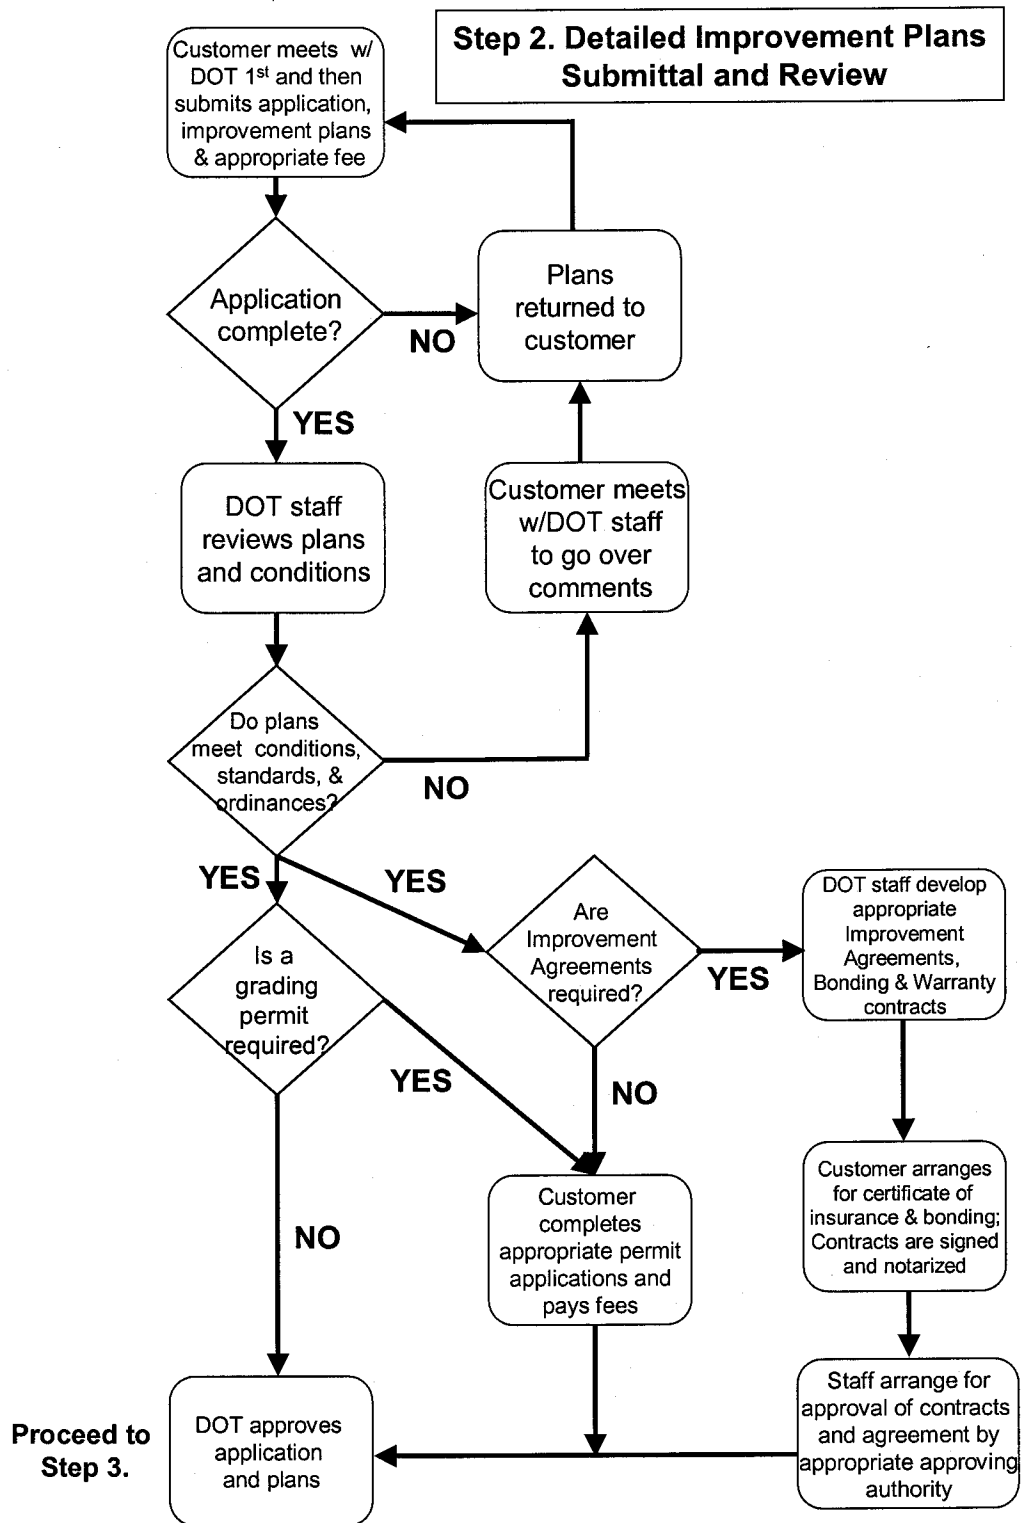 Step 2. Detailed Improvement Plans
Submittal and Review
Customer meets w/
DOT 1st and then
submits application,
improvement plans
& appropriate fee
Application
complete?
NO
Plans
returned to
customer
YES
DOT staff
reviews plans
and conditions
Customer meets
w/DOT staff
to go over
comments
Do plans
meet conditions,
standards, &
ordinances?
NO
YES
YES
Is a
grading
permit
required?
Are
Improvement
Agreements
required?
YES
DOT staff develop
appropriate
Improvement
Agreements,
Bonding & Warranty
contracts
YES
NO
NO
Customer
completes
appropriate permit
applications and
pays fees
Customer arranges
for certificate of
insurance & bonding;
Contracts are signed
and notarized
Proceed to
Step 3.
DOT approves
application
and plans
Staff arrange for
approval of contracts
and agreement by
appropriate approving
authority